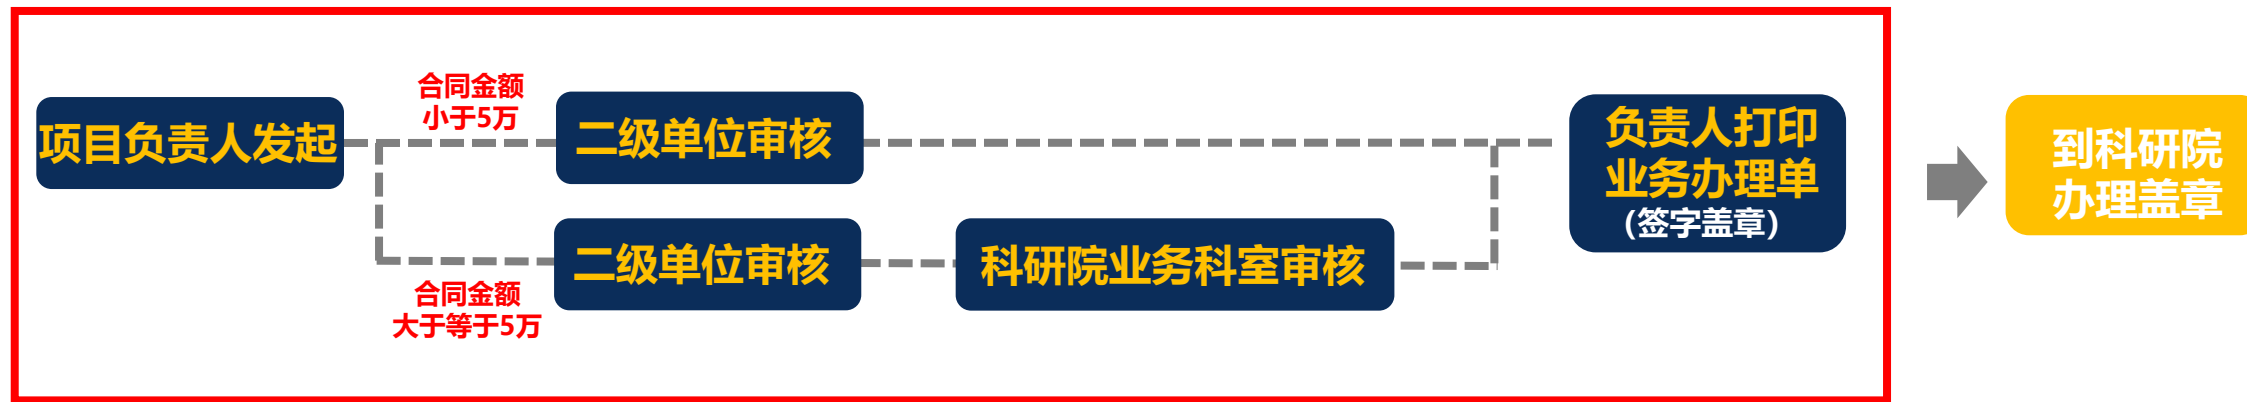 项目负责人发起
合同金额
小于5万
二级单位审核
合同金额
大于等于5万
二级单位审核
科研院业务科室审核
负责人打印
业务办理单
（签字盖章）
到科研院
办理盖章